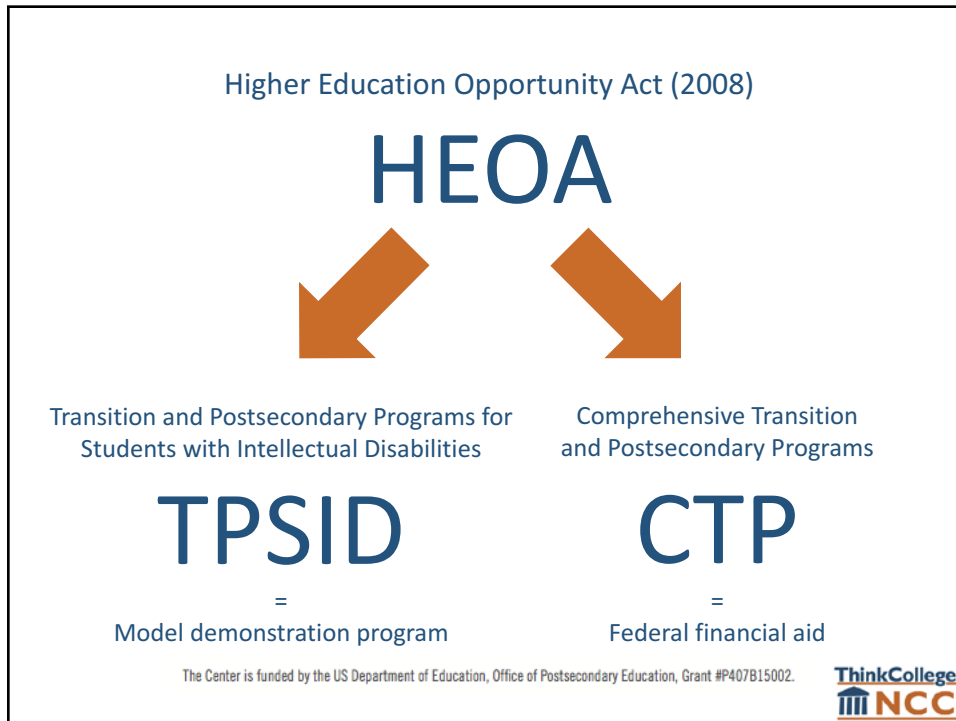 Higher Education Opportunity Act (2008)
HEOA
Transition and Postsecondary Programs for
Students with Intellectual Disabilities
TPSID
=
Model demonstration program
Comprehensive Transition
and Postsecondary Programs
CTP
=
Federal financial aid
The Center is funded by the US Department of Education, Office of Postsecondary Education, Grant #P407B15002.
ThinkCollege
NCC